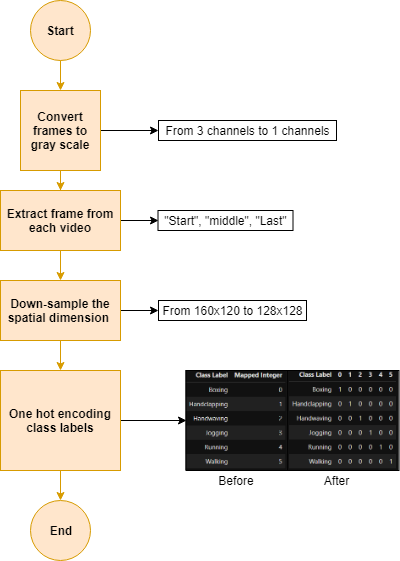 Start
Convert
frames to
gray scale
From 3 channels to 1 channels
Extract frame from
each video
"Start", "middle", "Last"
Down-sample the
spatial dimension
From 160x120 to 128x128
One hot encoding
class labels
Class Label Mapped Integer
Boxing 0
Handclapping 1
Handwaving 2
Jogging 3
Running 4
Walking 5
Before
Class Label 0 1 2 3 4 5
Boxing 1 0 0 0 0 0
Handclapping 0 1 0 0 0 0
Handwaving 0 0 1 0 0 0
Jogging 0 0 0 1 0 0
Running 0 0 0 0 1 0
Walking 0 0 0 0 0 1
After
End